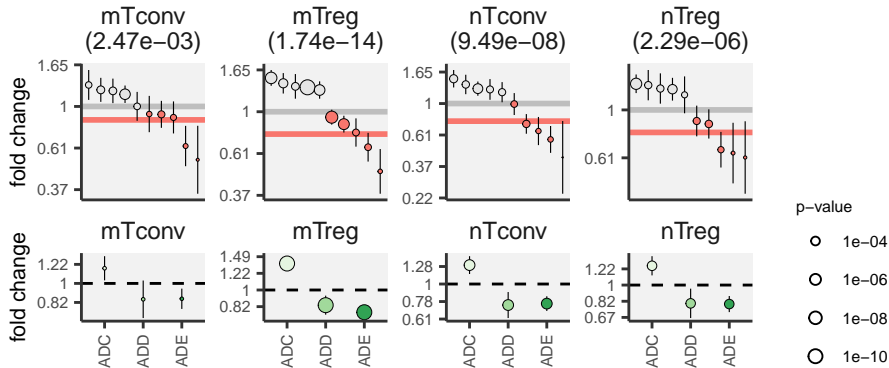 mTconv
(2.47e−03)
mTreg
(1.74e−14)
nTconv
(9.49e−08)
nTreg
(2.29e−06)
fold change
1.65
1
0.61
0.37
1.65
1
0.61
0.37
1.65
1
0.61
0.37
0.22
1.65
1
0.61
mTconv
mTreg
nTconv
nTreg
fold change
1.22
1
0.82
1.49
1.22
1
0.82
1.28
1
0.78
0.61
1.22
1
0.82
0.67
ADC
ADD
ADE
ADC
ADD
ADE
ADC
ADD
ADE
ADC
ADD
ADE
p−value
1e−04
1e−06
1e−08
1e−10